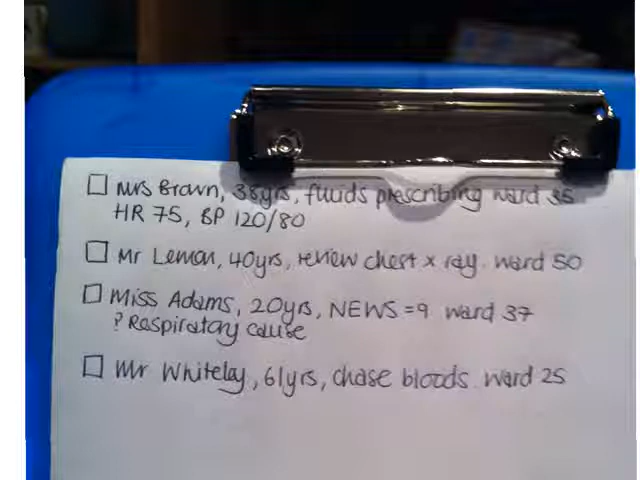 Mrs Brown, 38yrs, fluids prescribing ward 35
HR 75, BP 120/80
Mr Lemon, 40yrs, review chest x ray. ward 50
Miss Adams, 20yrs, NEWS = 9 ward 37
? Respiratory cause
Mr Whiteley, 61yrs, chase bloods. ward 25